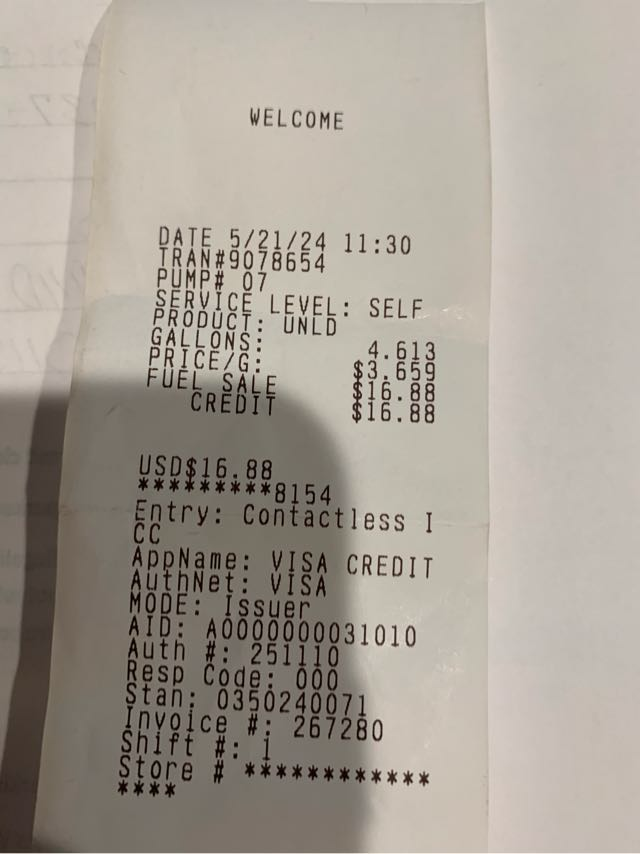 WELCOME
DATE 5/21/24 11:30
TRAN#9078654
PUMP# 07
SERVICE LEVEL: SELF
PRODUCT: UNLD
GALLONS: 4.613
PRICE/G: $3.659
FUEL SALE $16.88
CREDIT $16.88
USD$16.88
*********8154
Entry: Contactless I
CC
AppName: VISA CREDIT
AuthNet: VISA
MODE: Issuer
AID: A0000000031010
Auth #: 251110
Resp Code: 000
Stan: 0350240071
Invoice #: 267280
Shift #: 1
Store # ************
****